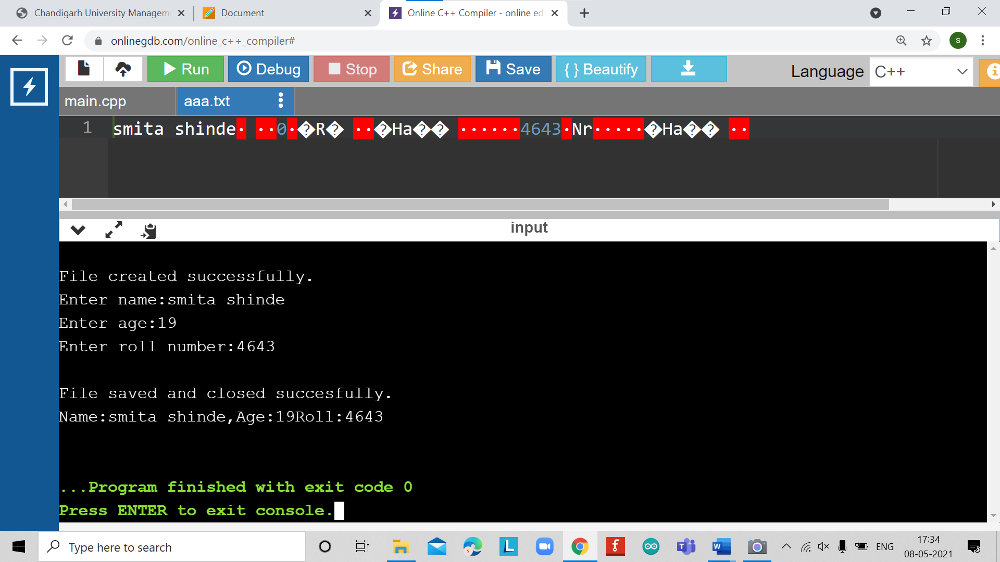 Chandigarh University Managem
Document
Online C++ Compiler - online ed
onlinegdb.com/online_c++_compiler#
S
Run
Debug
Stop
Share
Save
{ } Beautify
Language
C++
main.cpp
aaa.txt
1
smita shinde· ··0·�R� ··�Ha�� ······4643·Nr·····�Ha�� ··
input
File created successfully.
Enter name:smita shinde
Enter age:19
Enter roll number:4643
File saved and closed succesfully.
Name:smita shinde,Age:19Roll:4643
...Program finished with exit code 0
Press ENTER to exit console.
Type here to search
ENG
17:34
08-05-2021